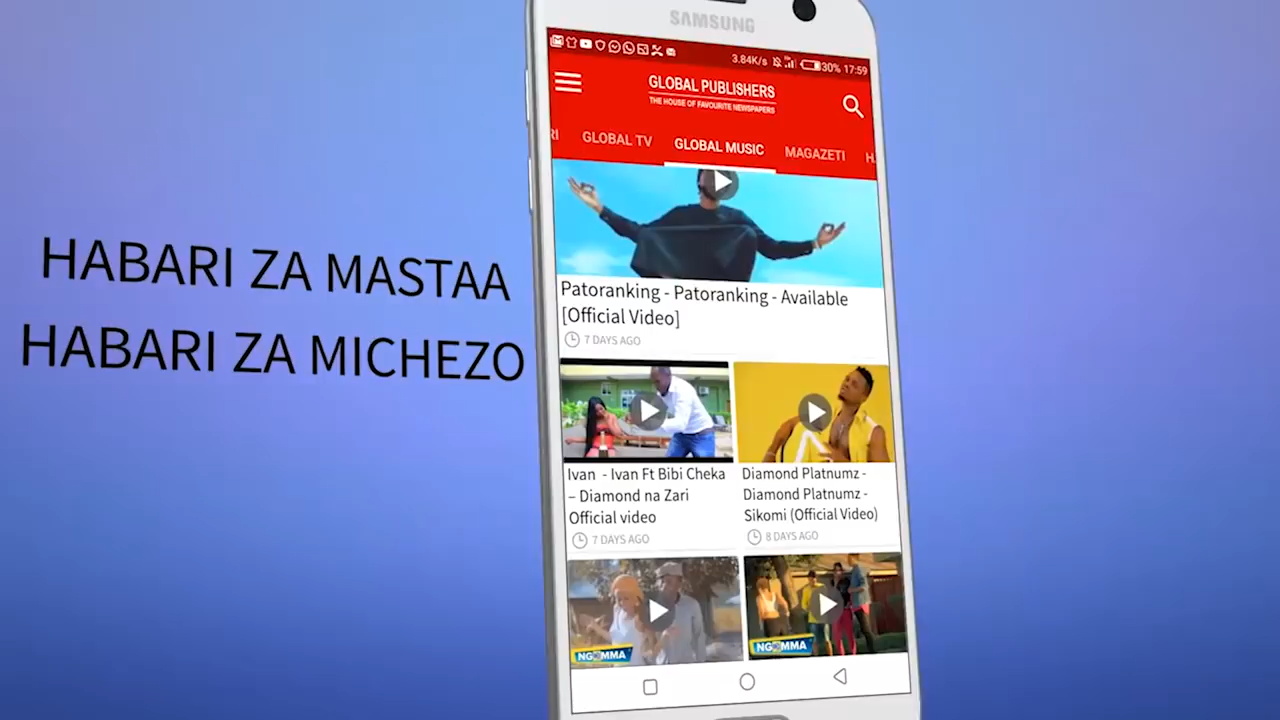 SAMSUNG
3.84K/s 30% 17:59
GLOBAL PUBLISHERS
THE HOUSE OF FAVOURITE NEWSPAPERS
RI GLOBAL TV GLOBAL MUSIC MAGAZETI H
HABARI ZA MASTAA
HABARI ZA MICHEZO
Patoranking - Patoranking - Available
[Official Video]
7 DAYS AGO
Ivan - Ivan Ft Bibi Cheka
– Diamond na Zari
Official video
7 DAYS AGO
Diamond Platnumz -
Diamond Platnumz -
Sikomi (Official Video)
8 DAYS AGO
NGOMMA
NGOMMA